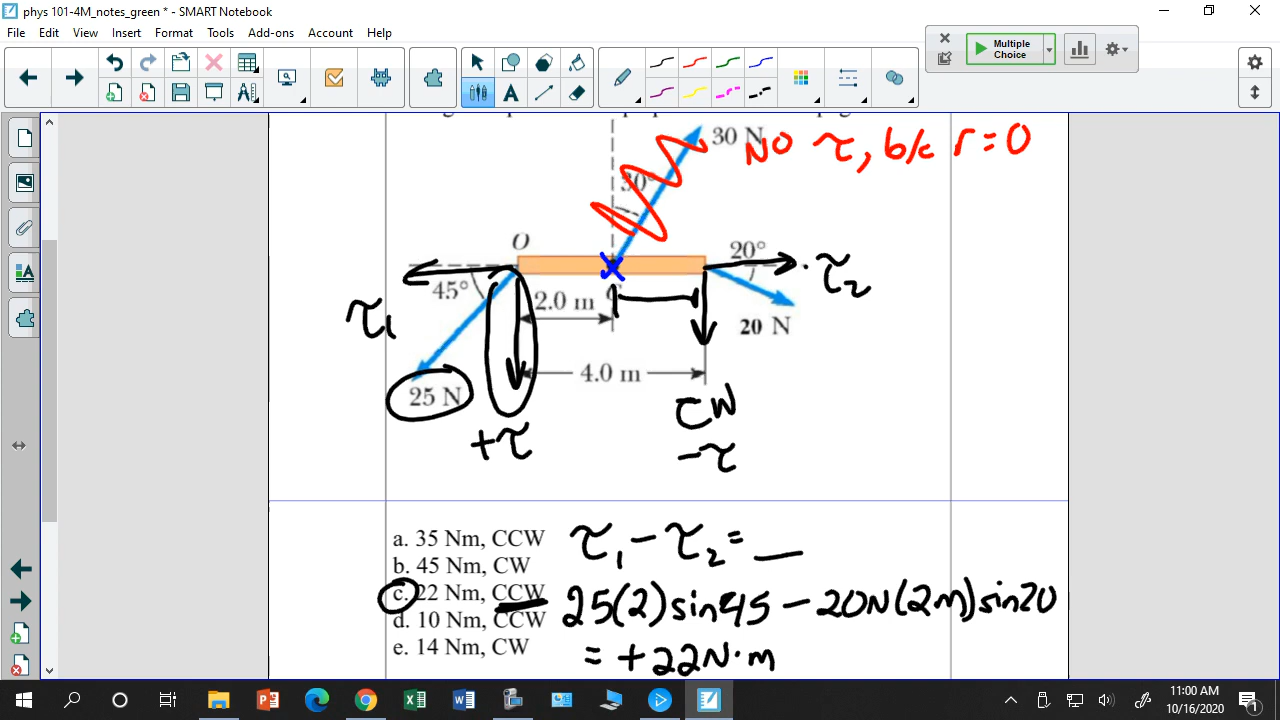 phys 101-4M_notes_green * - SMART Notebook
File Edit View Insert Format Tools Add-ons Account Help
Multiple Choice
30 N
NO τ, b/c r = 0
30°
O
20°
τ2
45°
2.0 m
C
τ1
20 N
4.0 m
25 N
CW
+τ
-τ
a. 35 Nm, CCW
τ1 - τ2 = __
b. 45 Nm, CW
c. 22 Nm, CCW
25(2) sin 45 - 20N(2m) sin20
d. 10 Nm, CCW
e. 14 Nm, CW
= +22N·m
11:00 AM
10/16/2020
1